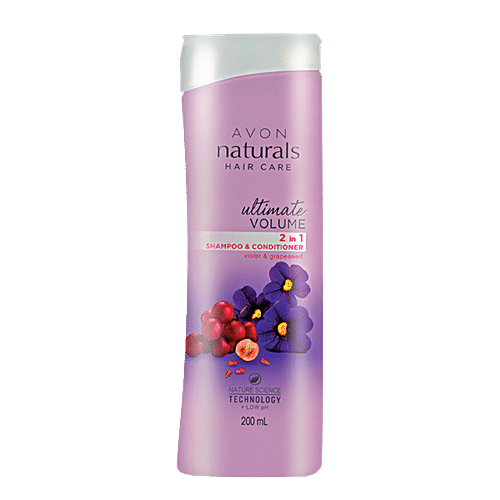 AVON
naturals
HAIR CARE
ultimate
VOLUME
2 in 1
SHAMPOO & CONDITIONER
violet & grapeseed
NATURE SCIENCE
TECHNOLOGY
+ LOW pH
200 mL